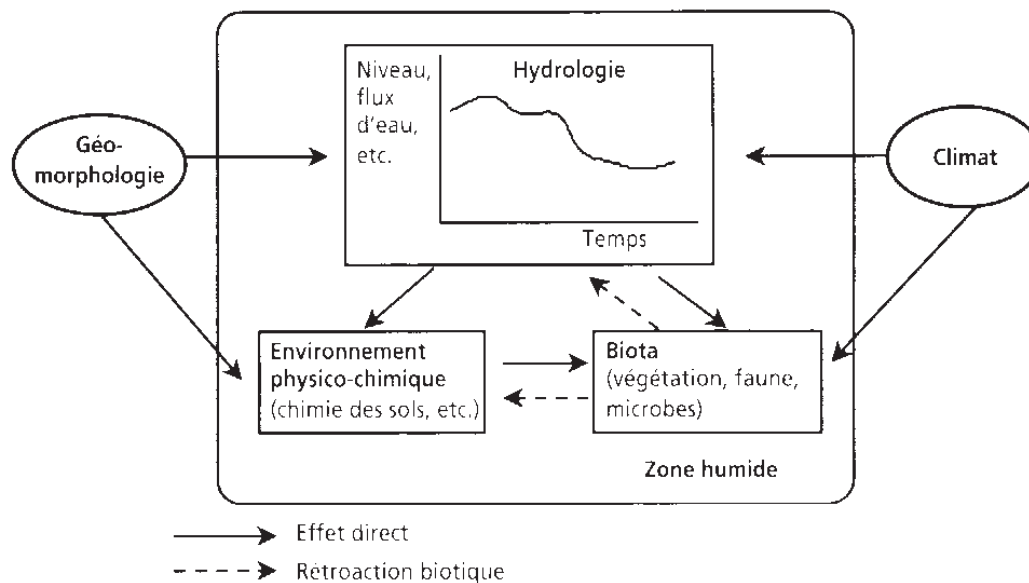 Niveau,
flux
d'eau,
etc.
Hydrologie
Temps
Géo-
morphologie
Climat
Environnement
physico-chimique
(chimie des sols, etc.)
Biota
(végétation, faune,
microbes)
Zone humide
Effet direct
Rétroaction biotique